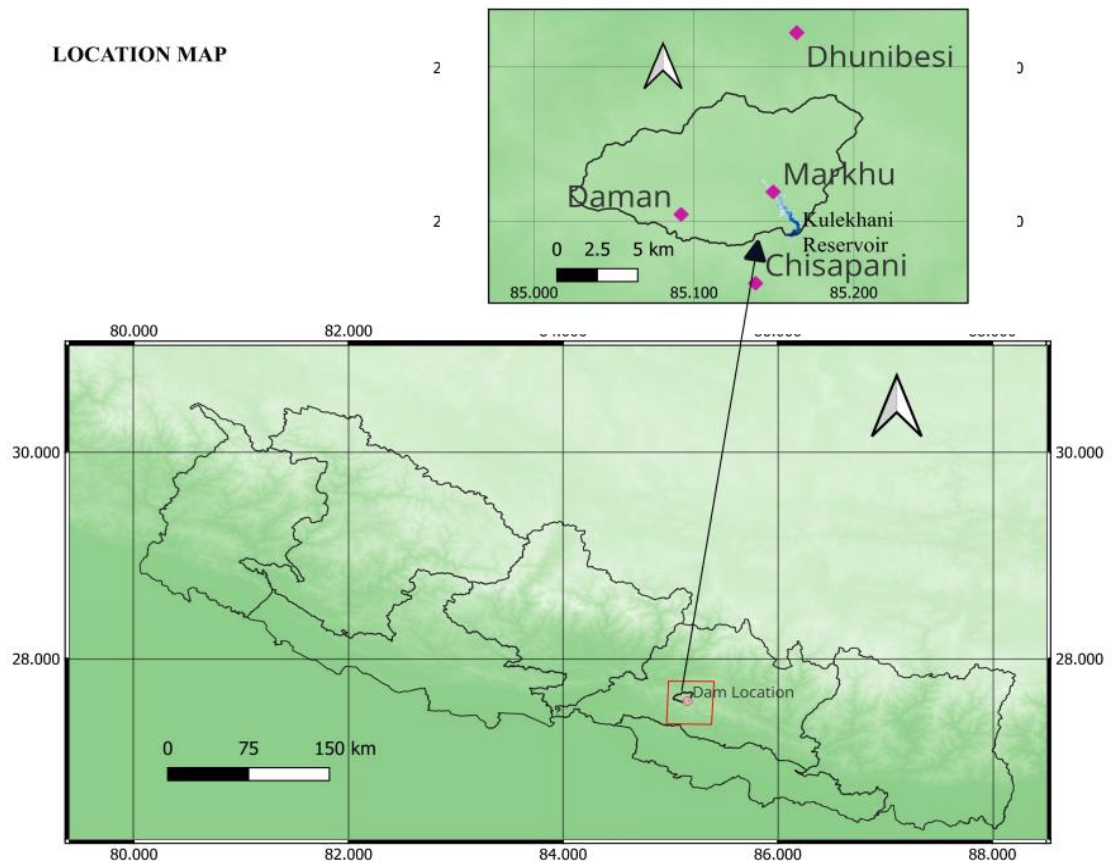 LOCATION MAP
Dhunibesi
Markhu
Daman
Kulekhani
Reservoir
0 2.5 5 km
Chisapani
85.000 85.100 85.200
80.000 82.000
30.000 30.000
28.000 28.000
Dam Location
0 75 150 km
80.000 82.000 84.000 86.000 88.000